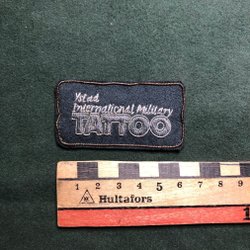 Ystad
International Military
TATTOO
1 2 3 4 5 6 7 8 9
Hultafors